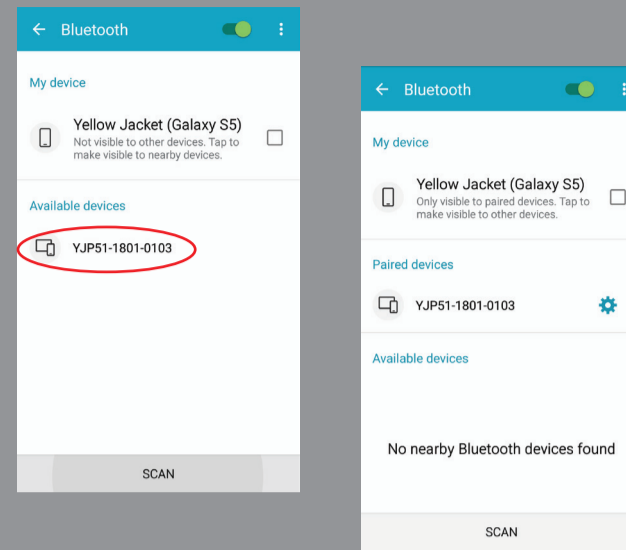 Bluetooth
My device
Yellow Jacket (Galaxy S5)
Not visible to other devices. Tap to
make visible to nearby devices.
Available devices
YJP51-1801-0103
SCAN
Bluetooth
My device
Yellow Jacket (Galaxy S5)
Only visible to paired devices. Tap to
make visible to other devices.
Paired devices
YJP51-1801-0103
Available devices
No nearby Bluetooth devices found
SCAN